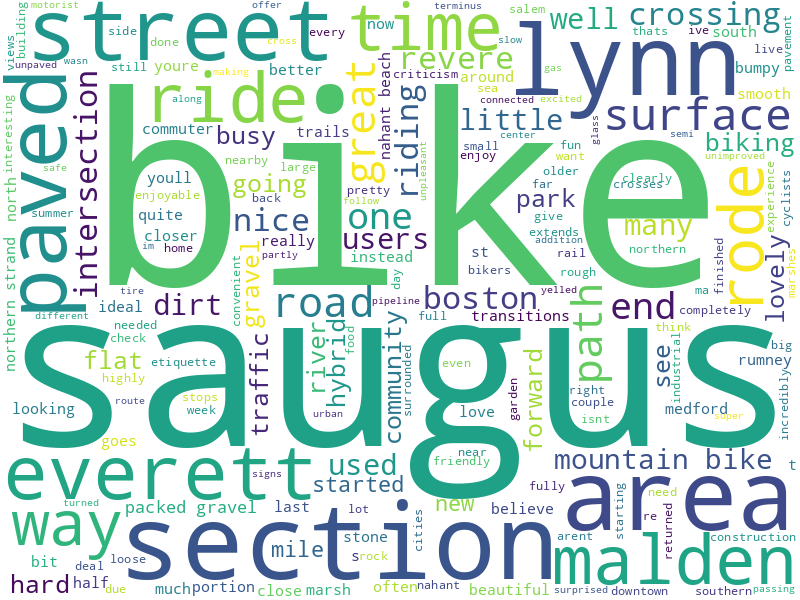 motorist
offer
terminus
salem
now
thats
ive
south
pavement
views
building
street
time
well
crossing
side
done
every
cross
slow
live
unpaved
wasn
still
youre
better
making
criticism
revere
around
sea
gas
lynn
bumpy
smooth
ride
great
along
connected
excited
surface
paved
intersection
commuter
busy
trails
nahant beach
riding
little
glass
semi
biking
interesting
north
safe
youll
nearby
large
fun
small
center
want
enjoy
unimproved
bike
enjoyable
going
back
pretty
follow
unpleasant
older
far
clearly
crosses
park
rode
experience
cyclists
summer
quite
nice
one
give
many
closer
really
users
extends
addition
rail
northern
lovely
im
home
instead
st
bikers
rough
finished
marshes
northern strand
partly
convenient
gravel
day
tire
different
ideal
dirt
road
pipeline
boston
end
ma
completely
full
transitions
needed
check
traffic
river
hybrid
food
community
surrounded
path
think
big
see
rumney
industrial
incredibly
flat
etiquette
highly
stops
week
route
urban
even
forward
right
couple
isnt
medford
super
looking
saugus
love
garden
goes
signs
near
friendly
everett
used
mountain bike
t
turned
started
fully
need
way
packed gravel
last
lot
new
believe
starting
re
returned
area
section
mile
stone
cities
arent
construction
bit
deal
loose
s
rock
malden
hard
half
due
much
portion
close
marsh
often
nahant
beautiful
surprised
downtown
southern
passing